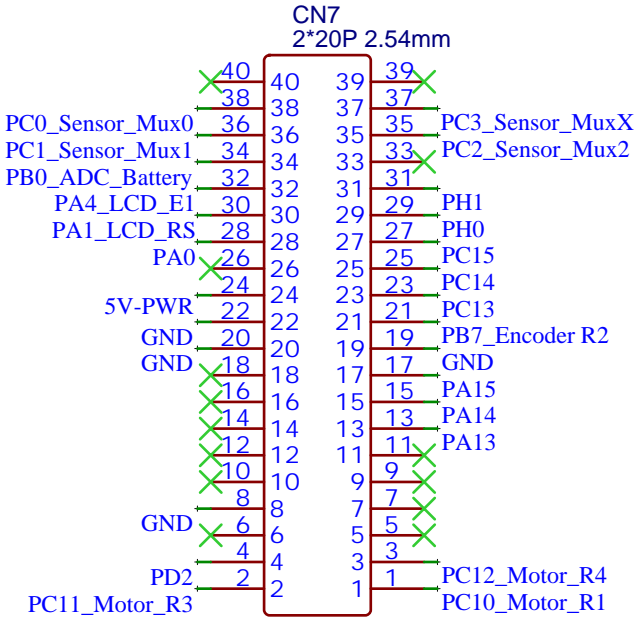 CN7
2*20P 2.54mm
40 40 39 39
38 38 37 37
PC0_Sensor_Mux0 36 36 35 35 PC3_Sensor_MuxX
PC1_Sensor_Mux1 34 34 33 33 PC2_Sensor_Mux2
PB0_ADC_Battery 32 32 31 31
PA4_LCD_E1 30 30 29 29 PH1
PA1_LCD_RS 28 28 27 27 PH0
PA0 26 26 25 25 PC15
24 24 23 23 PC14
5V-PWR 22 22 21 21 PC13
GND 20 20 19 19 PB7_Encoder R2
GND 18 18 17 17 GND
16 16 15 15 PA15
14 14 13 13 PA14
12 12 11 11 PA13
10 10 9 9
8 8 7 7
GND 6 6 5 5
4 4 3 3
PD2 2 2 1 1 PC12_Motor_R4
PC11_Motor_R3 PC10_Motor_R1